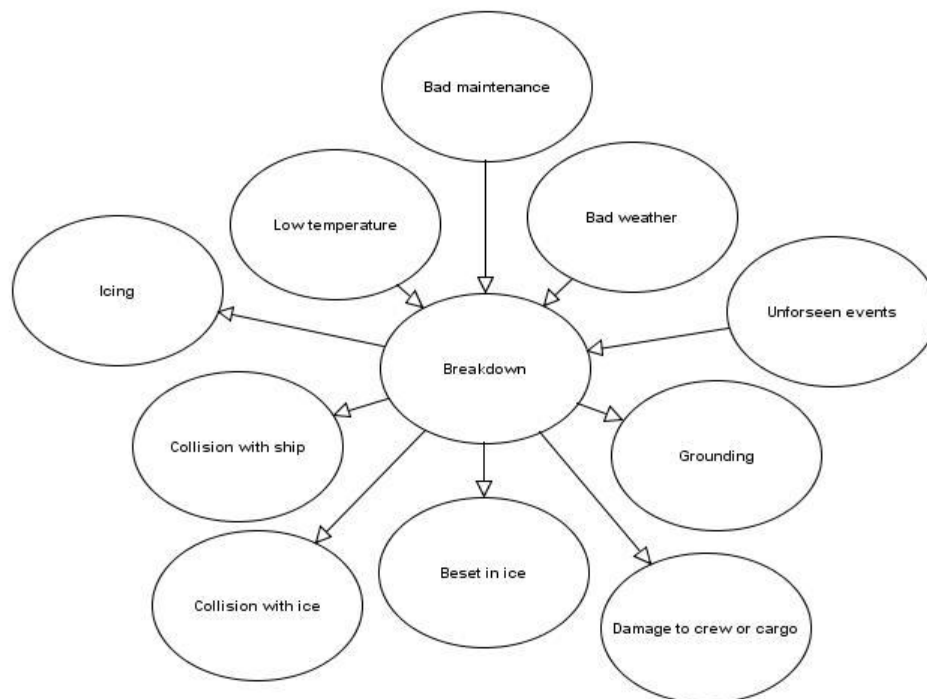 Bad maintenance
Low temperature
Bad weather
Icing
Unforseen events
Breakdown
Collision with ship
Grounding
Collision with ice
Beset in ice
Damage to crew or cargo